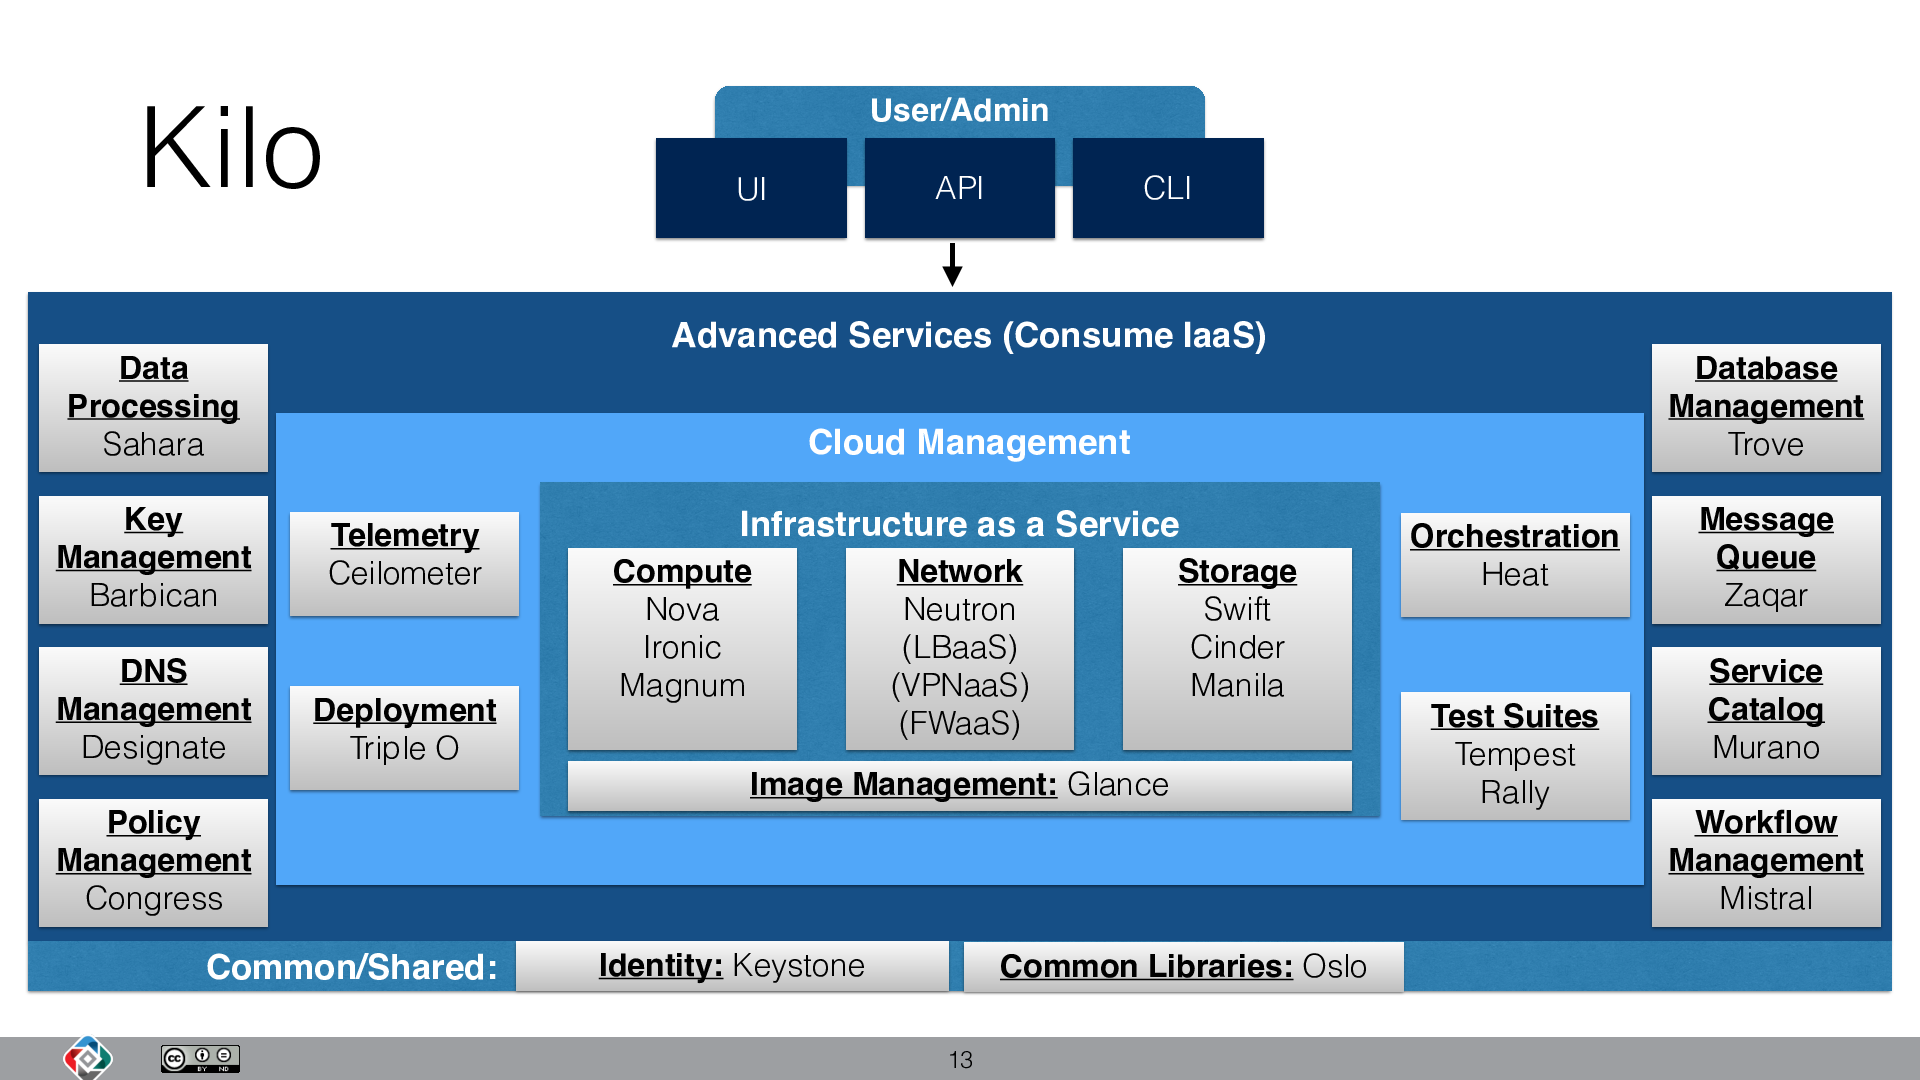 Kilo
User/Admin
UI
API
CLI
Advanced Services (Consume IaaS)
Data
Processing
Sahara
Key
Management
Barbican
DNS
Management
Designate
Policy
Management
Congress
Cloud Management
Telemetry
Ceilometer
Deployment
Triple O
Infrastructure as a Service
Compute
Nova
Ironic
Magnum
Network
Neutron
(LBaaS)
(VPNaaS)
(FWaaS)
Storage
Swift
Cinder
Manila
Image Management: Glance
Orchestration
Heat
Test Suites
Tempest
Rally
Database
Management
Trove
Message
Queue
Zaqar
Service
Catalog
Murano
Workflow
Management
Mistral
Common/Shared:
Identity: Keystone
Common Libraries: Oslo
cc
BY ND
13